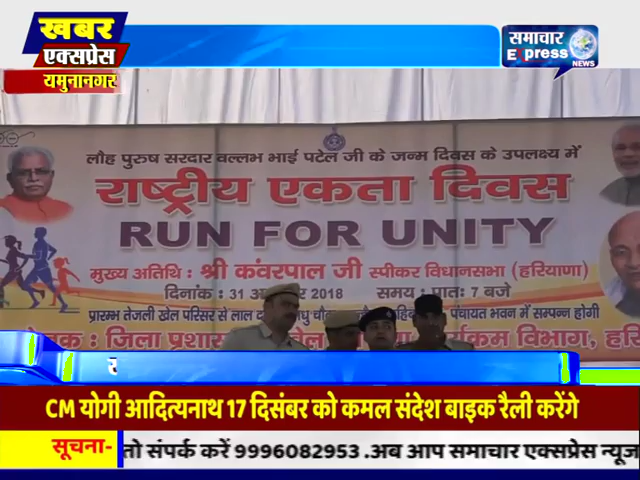 खबर
एक्सप्रेस
यमुनानगर
समाचार
Express
NEWS
लौह पुरुष सरदार वल्लभ भाई पटेल जी के जन्म दिवस के उपलक्ष्य में
राष्ट्रीय एकता दिवस
RUN FOR UNITY
मुख्य अतिथि : श्री कंवरपाल जी स्पीकर विधानसभा (हरियाणा)
दिनांक : 31 2018 समय : प्रातः 7 बजे
प्रारम्भ तेजली खेल परिसर से लाल पंचायत भवन में सम्पन्न होगी
: जिला विभाग,
CM योगी आदित्यनाथ 17 दिसंबर को कमल संदेश बाइक रैली करेंगे
सूचना- तो संपर्क करें 9996082953 .अब आप समाचार एक्सप्रेस न्यूज